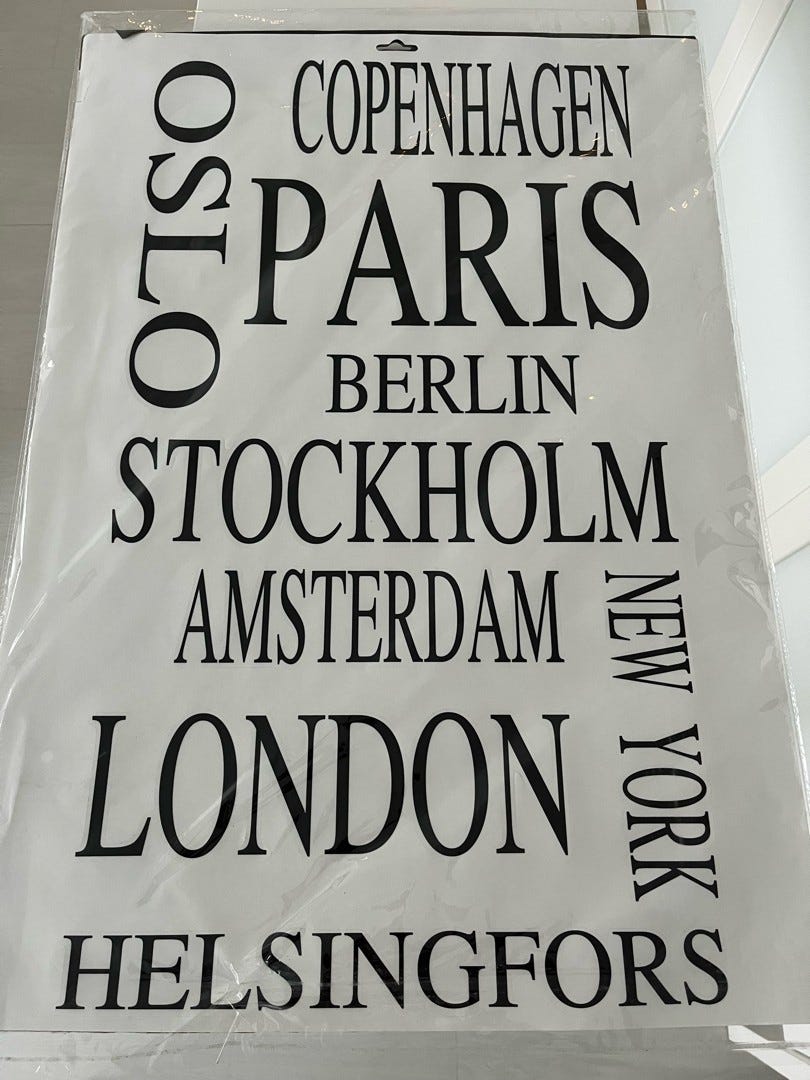 OSLO
COPENHAGEN
PARIS
BERLIN
STOCKHOLM
AMSTERDAM
NEW YORK
LONDON
HELSINGFORS